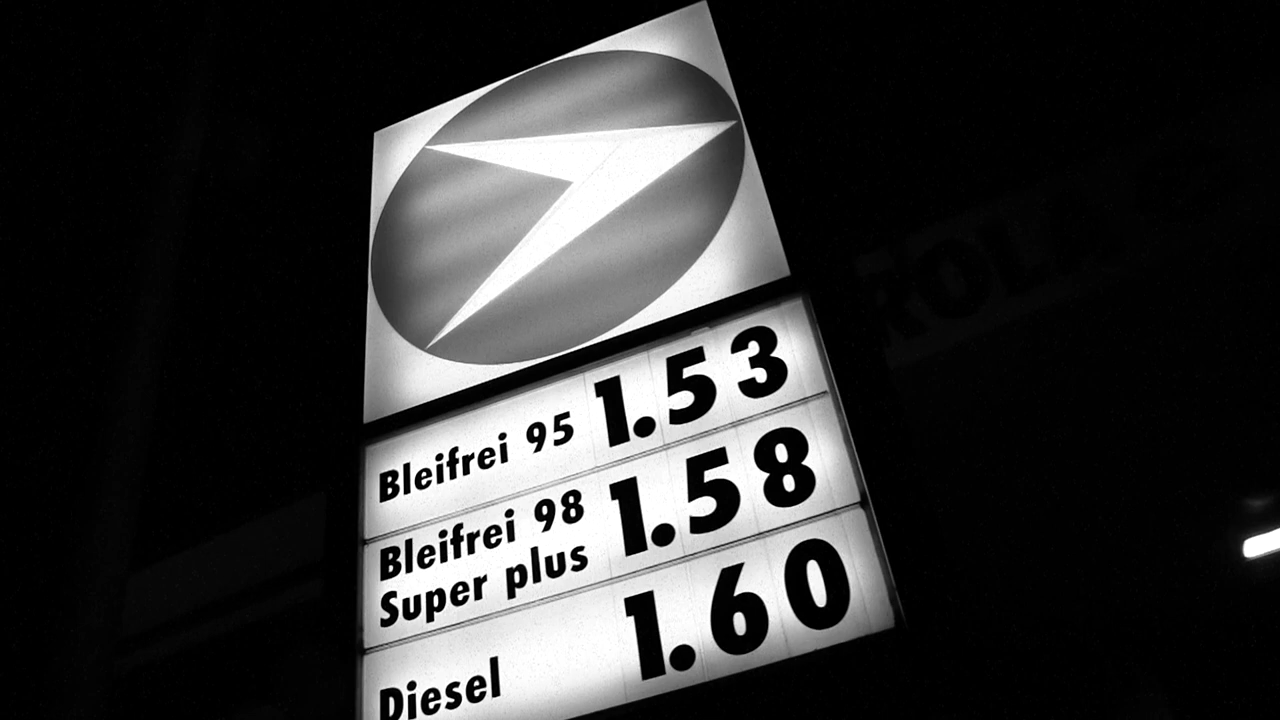 Bleifrei 95 1.53
Bleifrei 98 1.58
Super plus
Diesel 1.60